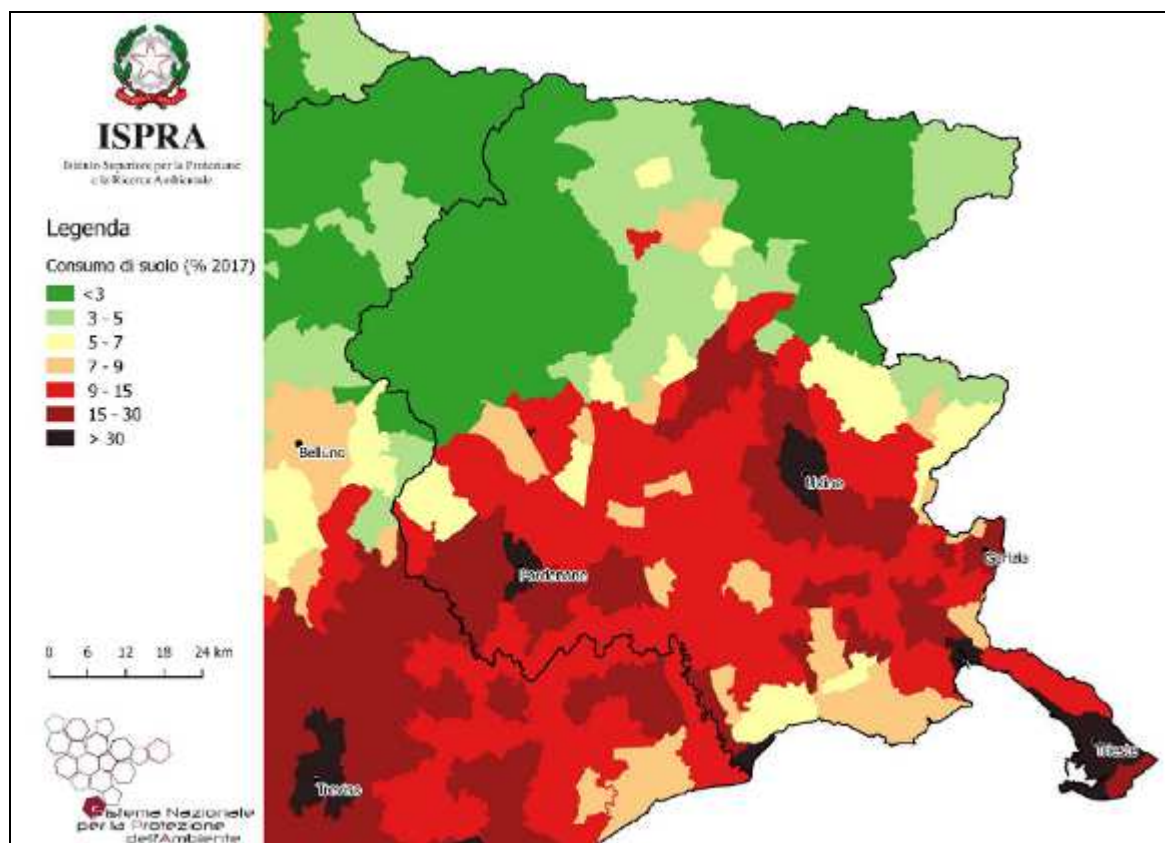 ISPRA
Istituto Superiore per la Protezione
e la Ricerca Ambientale
Legenda
Consumo di suolo (% 2017)
<3
3 - 5
5 - 7
7 - 9
9 - 15
15 - 30
> 30
0 6 12 18 24 km
Sistema Nazionale
per la Protezione
dell'Ambiente
Belluno
Udine
Pordenone
Gorizia
Treviso
Trieste